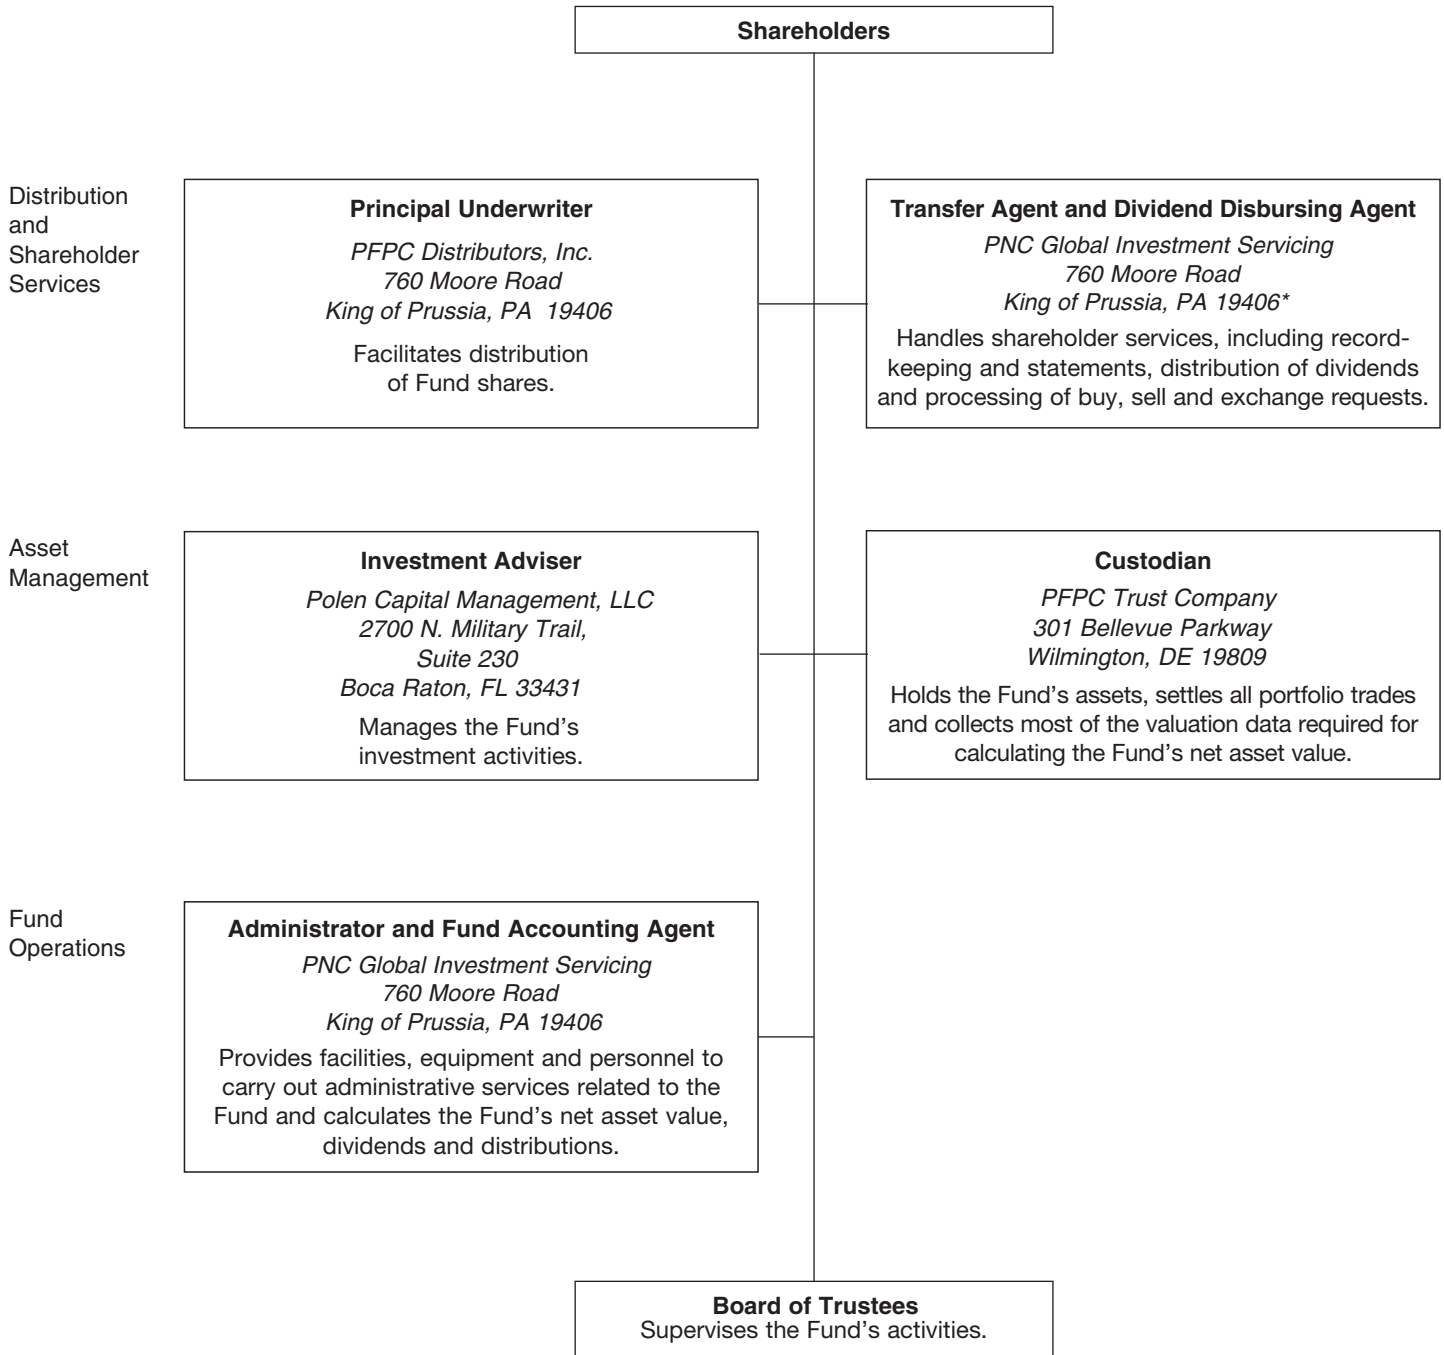 Shareholders
Distribution
and
Shareholder
Services
Principal Underwriter
PFPC Distributors, Inc.
760 Moore Road
King of Prussia, PA  19406
Facilitates distribution
of Fund shares.
Transfer Agent and Dividend Disbursing Agent
PNC Global Investment Servicing
760 Moore Road
King of Prussia, PA 19406*
Handles shareholder services, including record-
keeping and statements, distribution of dividends
and processing of buy, sell and exchange requests.
Asset
Management
Investment Adviser
Polen Capital Management, LLC
2700 N. Military Trail,
Suite 230
Boca Raton, FL 33431
Manages the Fund's
investment activities.
Custodian
PFPC Trust Company
301 Bellevue Parkway
Wilmington, DE 19809
Holds the Fund's assets, settles all portfolio trades
and collects most of the valuation data required for
calculating the Fund's net asset value.
Fund
Operations
Administrator and Fund Accounting Agent
PNC Global Investment Servicing
760 Moore Road
King of Prussia, PA 19406
Provides facilities, equipment and personnel to
carry out administrative services related to the
Fund and calculates the Fund's net asset value,
dividends and distributions.
Board of Trustees
Supervises the Fund's activities.